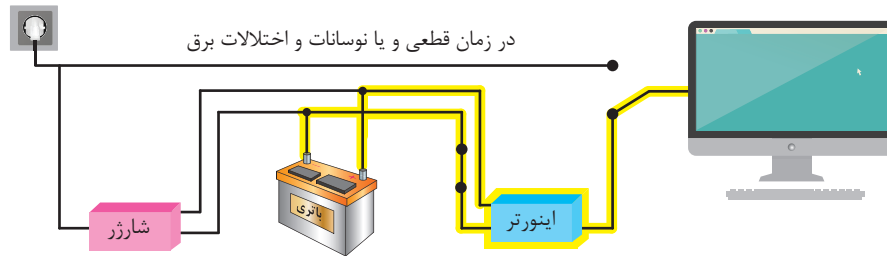 در زمان قطعی و یا نوسانات و اختلالات برق
باتری
اینورتر
شارژر